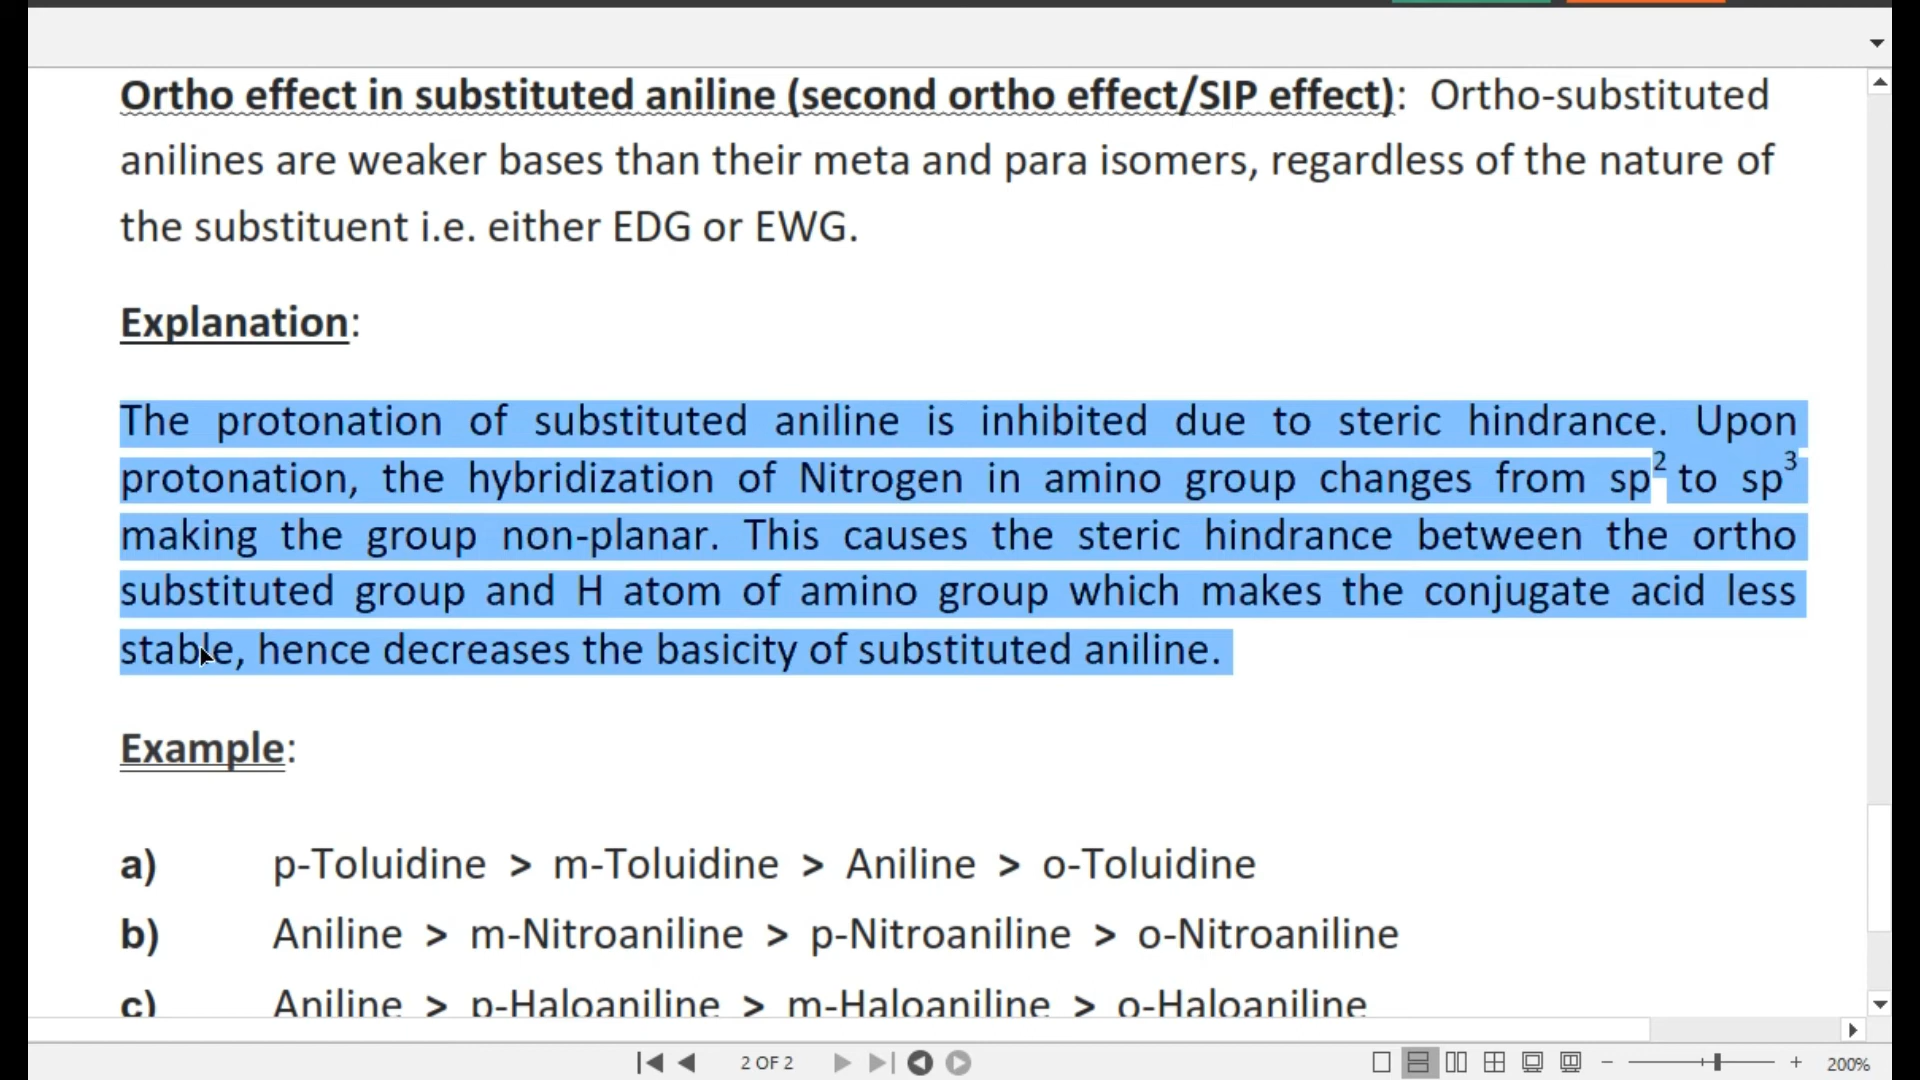 Ortho effect in substituted aniline (second ortho effect/SIP effect): Ortho-substituted
anilines are weaker bases than their meta and para isomers, regardless of the nature of
the substituent i.e. either EDG or EWG.
Explanation:
The protonation of substituted aniline is inhibited due to steric hindrance. Upon
protonation, the hybridization of Nitrogen in amino group changes from sp² to sp³
making the group non-planar. This causes the steric hindrance between the ortho
substituted group and H atom of amino group which makes the conjugate acid less
stable, hence decreases the basicity of substituted aniline.
Example:
a) p-Toluidine > m-Toluidine > Aniline > o-Toluidine
b) Aniline > m-Nitroaniline > p-Nitroaniline > o-Nitroaniline
c) Aniline > p-Haloaniline > m-Haloaniline > o-Haloaniline
2 OF 2
200%